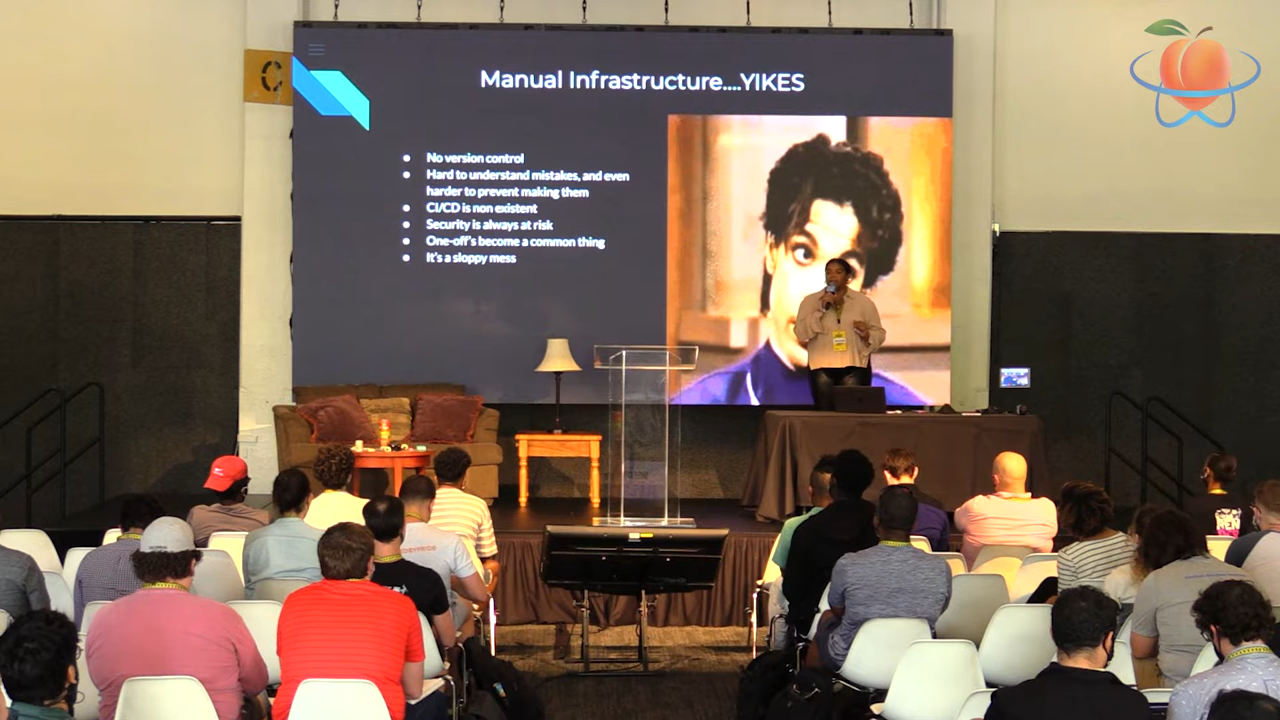 C
Manual Infrastructure....YIKES
No version control
Hard to understand mistakes, and even
harder to prevent making them
CI/CD is non existent
Security is always at risk
One-off's become a common thing
It's a sloppy mess